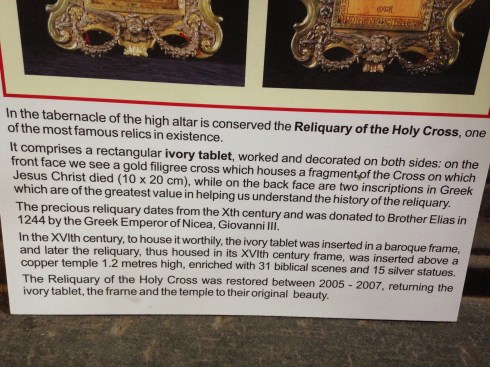 In the tabernacle of the high altar is conserved the Reliquary of the Holy Cross, one
of the most famous relics in existence.
It comprises a rectangular ivory tablet, worked and decorated on both sides: on the
front face we see a gold filigree cross which houses a fragment of the Cross on which
Jesus Christ died (10 x 20 cm), while on the back face are two inscriptions in Greek
which are of the greatest value in helping us understand the history of the reliquary.
The precious reliquary dates from the Xth century and was donated to Brother Elias in
1244 by the Greek Emperor of Nicea, Giovanni III.
In the XVIth century, to house it worthily, the ivory tablet was inserted in a baroque frame,
and later the reliquary, thus housed in its XVIth century frame, was inserted above a
copper temple 1.2 metres high, enriched with 31 biblical scenes and 15 silver statues.
The Reliquary of the Holy Cross was restored between 2005 - 2007, returning the
ivory tablet, the frame and the temple to their original beauty.